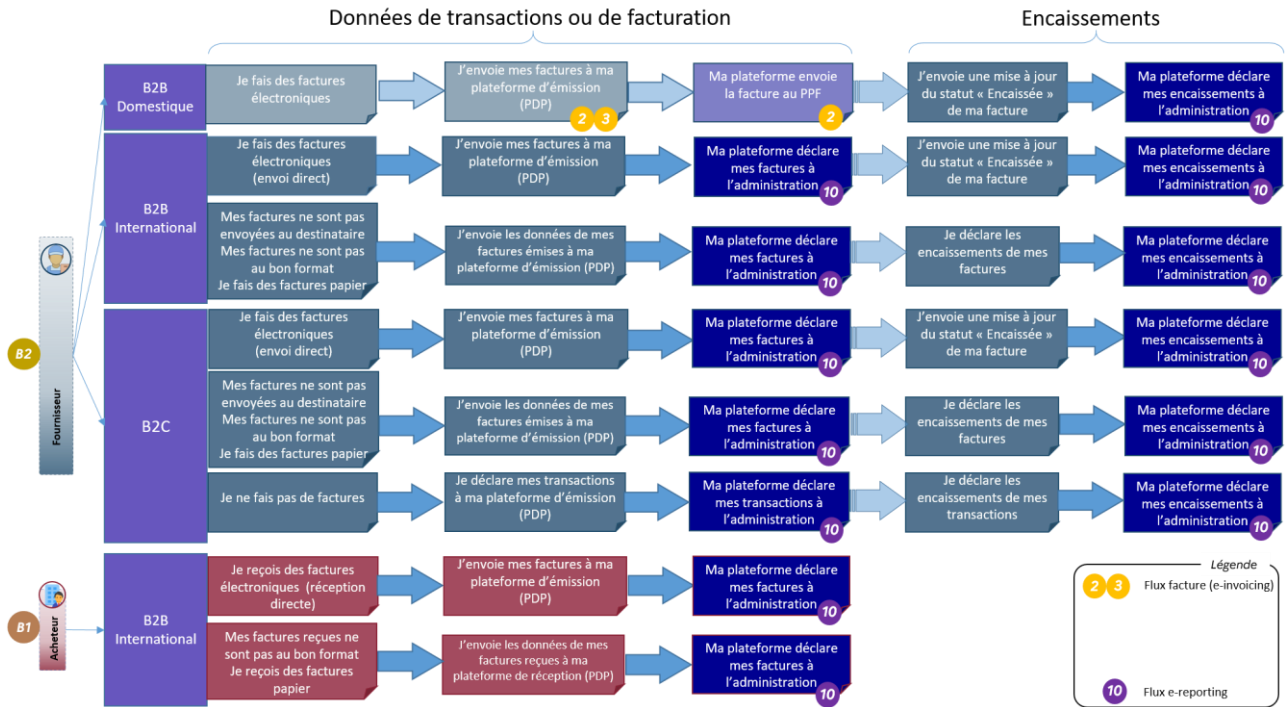 Données de transactions ou de facturation
Encaissements
B2B
Domestique
Je fais des factures
électroniques
J'envoie mes factures à ma
plateforme d'émission
(PDP)
2 3
Ma plateforme envoie
la facture au PPF
2
J'envoie une mise à jour
du statut « Encaissée »
de ma facture
Ma plateforme déclare
mes encaissements à
l'administration
10
B2B
International
Je fais des factures
électroniques
(envoi direct)
J'envoie mes factures à ma
plateforme d'émission
(PDP)
Ma plateforme déclare
mes factures à
l'administration
10
J'envoie une mise à jour
du statut « Encaissée »
de ma facture
Ma plateforme déclare
mes encaissements à
l'administration
10
Mes factures ne sont pas
envoyées au destinataire
Mes factures ne sont pas
au bon format
Je fais des factures papier
J'envoie les données de mes
factures émises à ma
plateforme d'émission (PDP)
Ma plateforme déclare
mes factures à
l'administration
10
Je déclare les
encaissements de mes
factures
Ma plateforme déclare
mes encaissements à
l'administration
10
B2
Fournisseur
B2C
Je fais des factures
électroniques
(envoi direct)
J'envoie mes factures à ma
plateforme d'émission
(PDP)
Ma plateforme déclare
mes factures à
l'administration
10
J'envoie une mise à jour
du statut « Encaissée »
de ma facture
Ma plateforme déclare
mes encaissements à
l'administration
10
Mes factures ne sont pas
envoyées au destinataire
Mes factures ne sont pas
au bon format
Je fais des factures papier
J'envoie les données de mes
factures émises à ma
plateforme d'émission (PDP)
Ma plateforme déclare
mes factures à
l'administration
10
Je déclare les
encaissements de mes
factures
Ma plateforme déclare
mes encaissements à
l'administration
10
Je ne fais pas de factures
Je déclare mes transactions
à ma plateforme d'émission
(PDP)
Ma plateforme déclare
mes transactions à
l'administration
10
Je déclare les
encaissements de mes
transactions
Ma plateforme déclare
mes encaissements à
l'administration
10
B1
Acheteur
B2B
International
Je reçois des factures
électroniques (réception
directe)
J'envoie mes factures à ma
plateforme d'émission
(PDP)
Ma plateforme déclare
mes factures à
l'administration
10
Mes factures reçues ne
sont pas au bon format
Je reçois des factures
papier
J'envoie les données de mes
factures reçues à ma
plateforme de réception (PDP)
Ma plateforme déclare
mes factures à
l'administration
10
Légende
2 3 Flux facture (e-invoicing)
10 Flux e-reporting